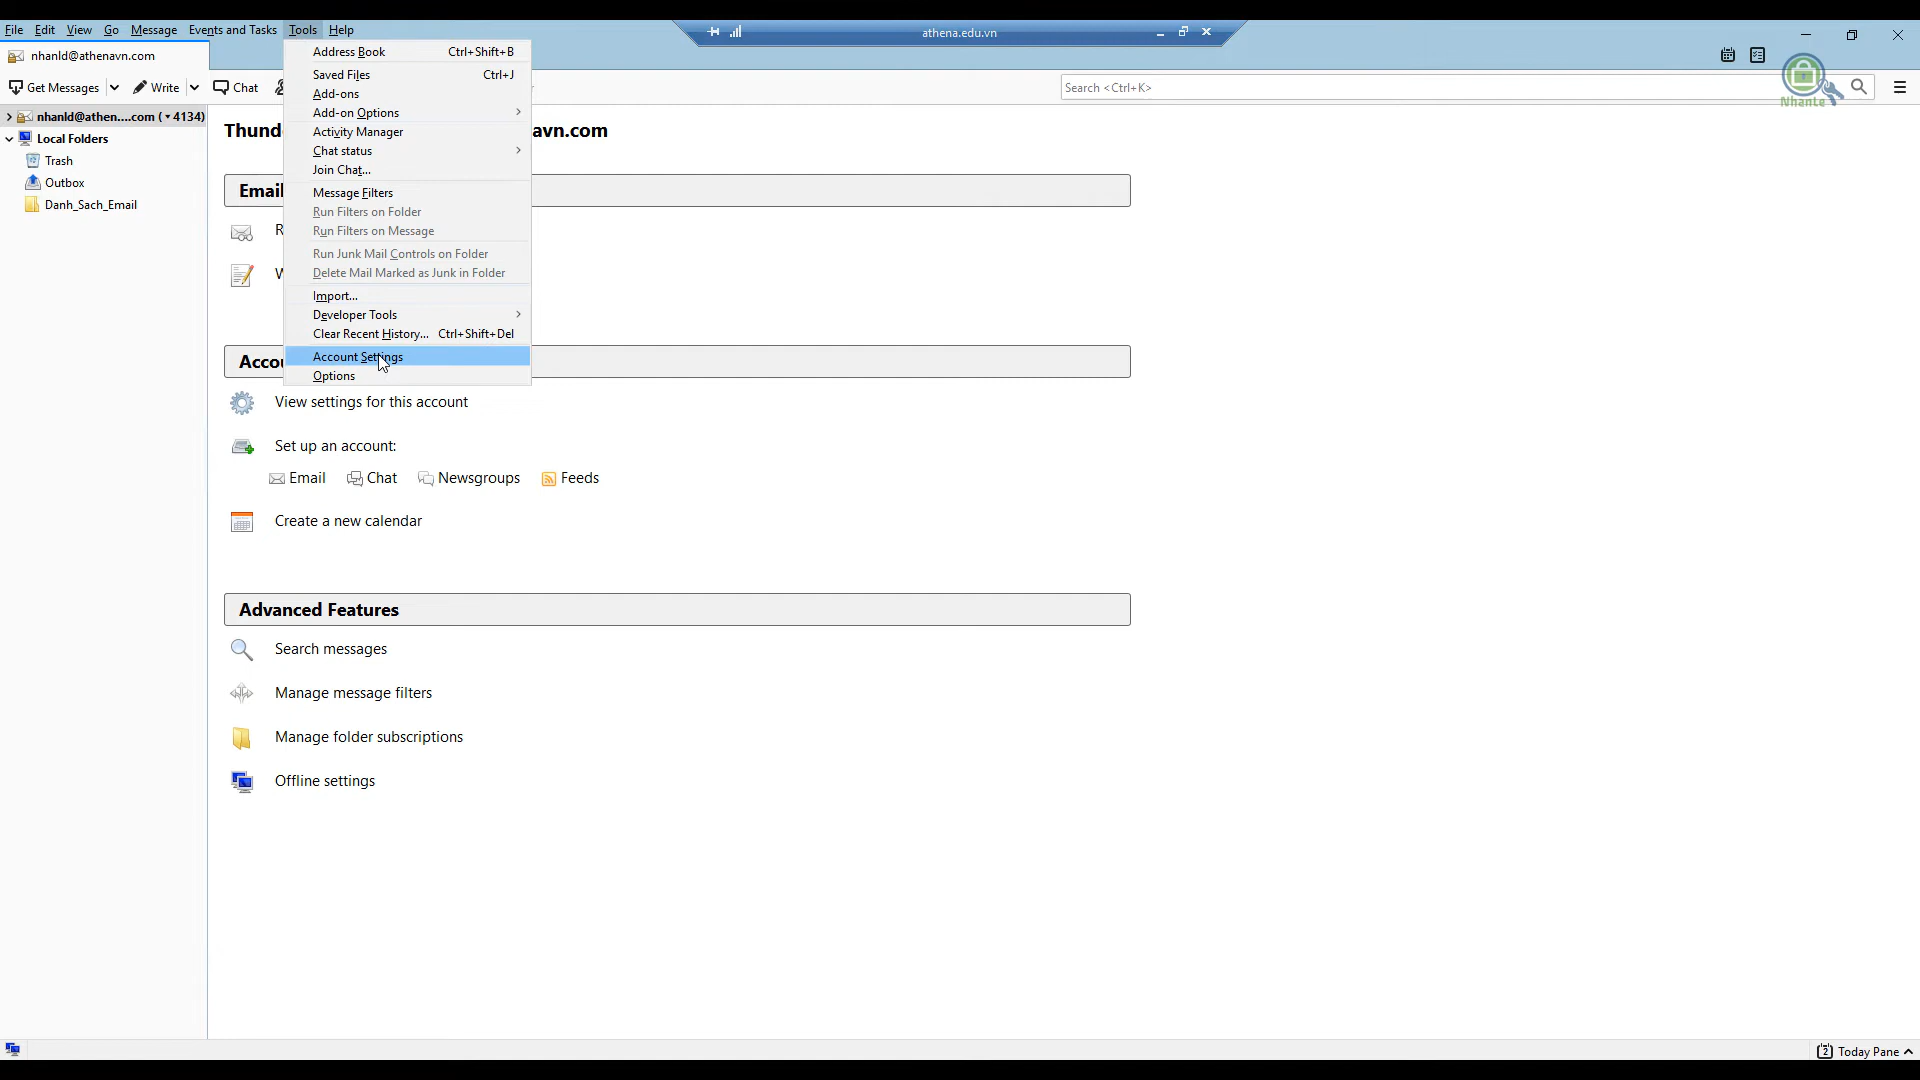 File Edit View Go Message Events and Tasks Tools Help
athena.edu.vn
nhanld@athenavn.com
Get Messages Write Chat
Search <Ctrl+K>
NhanLe
nhanld@athen....com ( 4134)
Local Folders
Trash
Outbox
Danh_Sach_Email
Address Book Ctrl+Shift+B
Saved Files Ctrl+J
Add-ons
Add-on Options
Activity Manager
Chat status
Join Chat...
Message Filters
Run Filters on Folder
Run Filters on Message
Run Junk Mail Controls on Folder
Delete Mail Marked as Junk in Folder
Import...
Developer Tools
Clear Recent History... Ctrl+Shift+Del
Account Settings
Options
Thund avn.com
Email
R
W
Acco
View settings for this account
Set up an account:
Email Chat Newsgroups Feeds
Create a new calendar
Advanced Features
Search messages
Manage message filters
Manage folder subscriptions
Offline settings
2 Today Pane